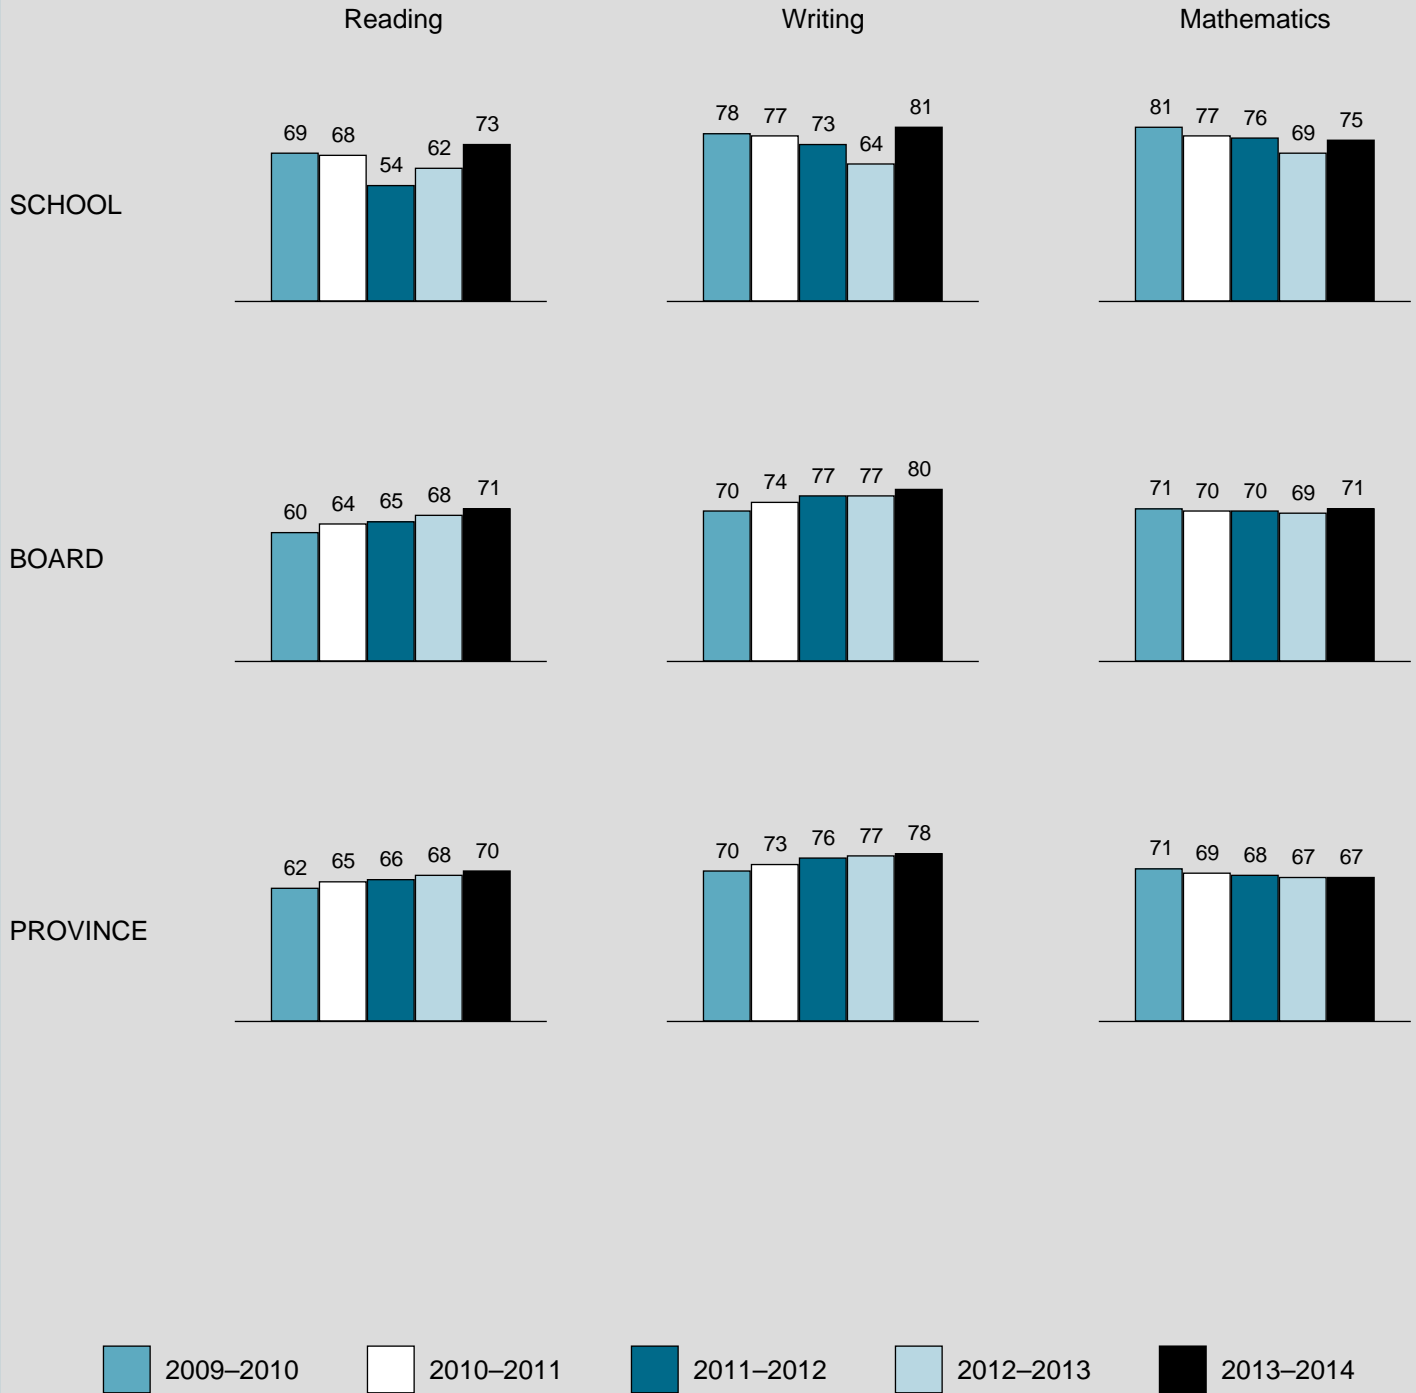 Reading Writing Mathematics
SCHOOL
69 68 54 62 73
78 77 73 64 81
81 77 76 69 75
BOARD
60 64 65 68 71
70 74 77 77 80
71 70 70 69 71
PROVINCE
62 65 66 68 70
70 73 76 77 78
71 69 68 67 67
2009–2010 2010–2011 2011–2012 2012–2013 2013–2014